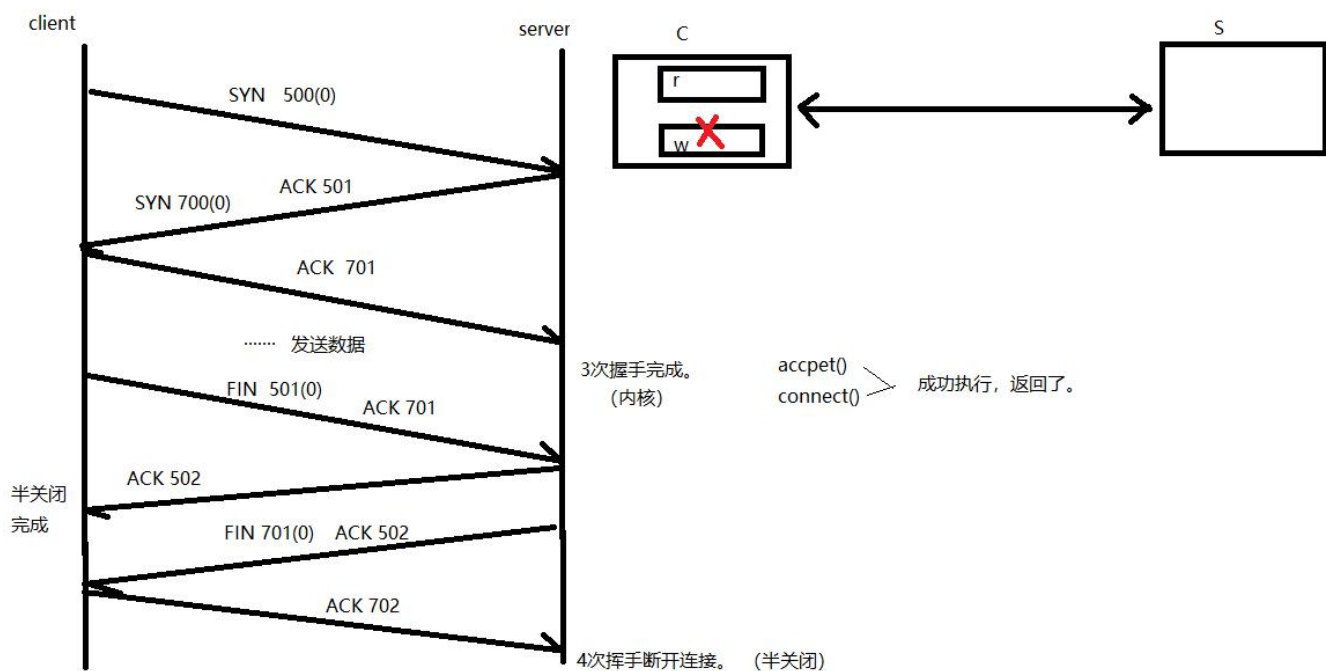 client
server
C
S
r
w
SYN 500(0)
ACK 501
SYN 700(0)
ACK 701
....... 发送数据
3次握手完成。
（内核）
accpet()
connect()
成功执行，返回了。
FIN 501(0)
ACK 701
ACK 502
半关闭
完成
FIN 701(0) ACK 502
ACK 702
4次挥手断开连接。 （半关闭）